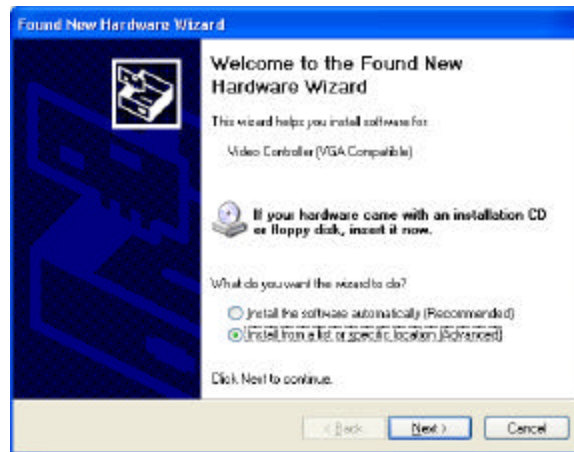 Found New Hardware Wizard
Welcome to the Found New
Hardware Wizard
This wizard helps you install software for:
Video Controller (VGA Compatible)
If your hardware came with an installation CD
or floppy disk, insert it now.
What do you want the wizard to do?
Install the software automatically (Recommended)
Install from a list or specific location (Advanced)
Click Next to continue.
< Back
Next >
Cancel